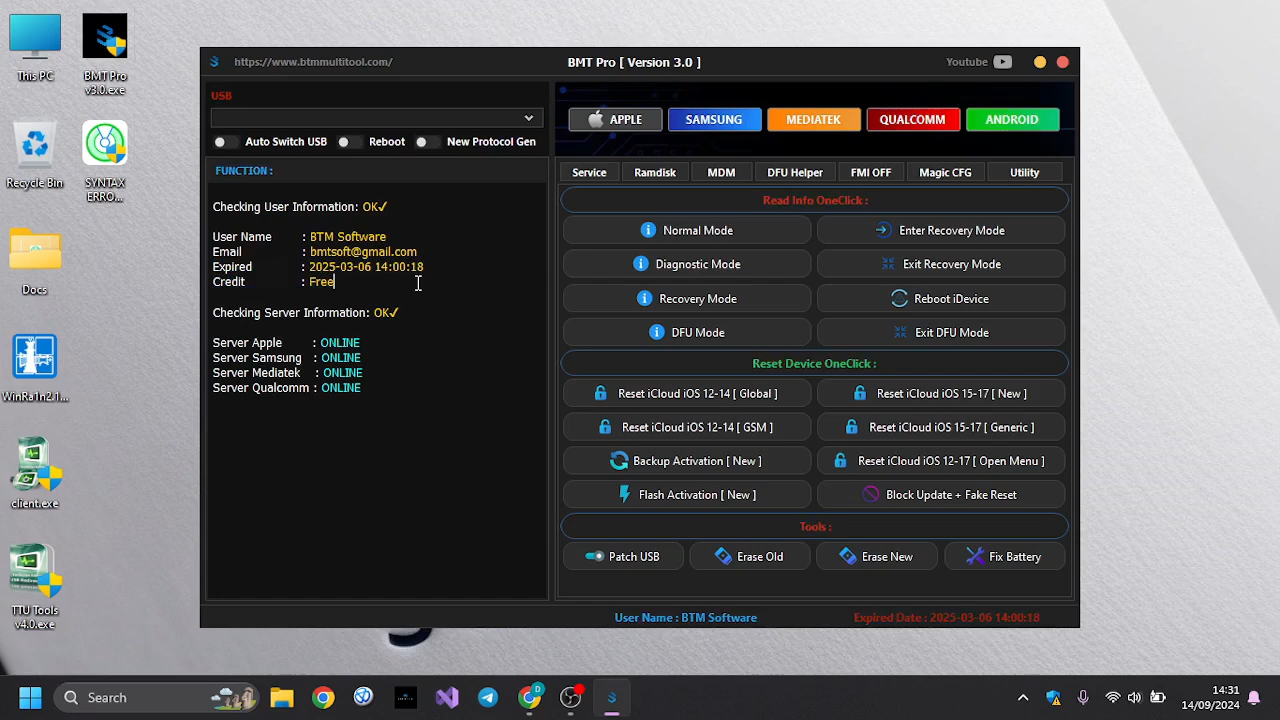 This PC
BMT Pro
v3.0.exe
Recycle Bin
SYNTAX
ERRO...
Docs
WinRa1n2.1...
client.exe
TTU Tools
v4.0.exe
https://www.btmmultitool.com/
BMT Pro [ Version 3.0 ]
Youtube
USB
Auto Switch USB
Reboot
New Protocol Gen
FUNCTION :
Checking User Information: OK✓
User Name : BTM Software
Email : bmtsoft@gmail.com
Expired : 2025-03-06 14:00:18
Credit : Free
Checking Server Information: OK✓
Server Apple : ONLINE
Server Samsung : ONLINE
Server Mediatek : ONLINE
Server Qualcomm : ONLINE
APPLE
SAMSUNG
MEDIATEK
QUALCOMM
ANDROID
Service
Ramdisk
MDM
DFU Helper
FMI OFF
Magic CFG
Utility
Read Info OneClick :
Normal Mode
Enter Recovery Mode
Diagnostic Mode
Exit Recovery Mode
Recovery Mode
Reboot iDevice
DFU Mode
Exit DFU Mode
Reset Device OneClick :
Reset iCloud iOS 12-14 [ Global ]
Reset iCloud iOS 15-17 [ New ]
Reset iCloud iOS 12-14 [ GSM ]
Reset iCloud iOS 15-17 [ Generic ]
Backup Activation [ New ]
Reset iCloud iOS 12-17 [ Open Menu ]
Flash Activation [ New ]
Block Update + Fake Reset
Tools :
Patch USB
Erase Old
Erase New
Fix Battery
User Name : BTM Software
Expired Date : 2025-03-06 14:00:18
Search
D
14:31
14/09/2024